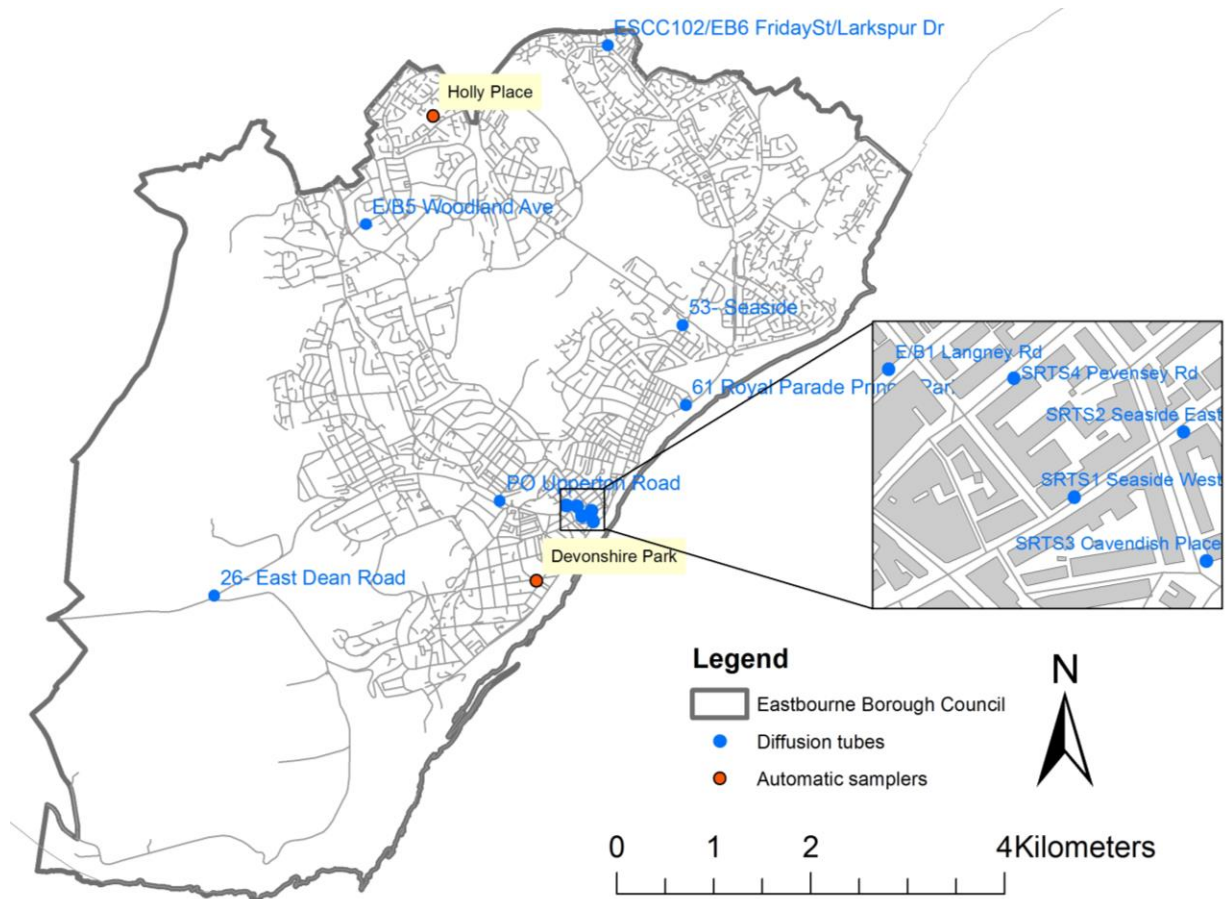 ESCC102/EB6 FridaySt/Larkspur Dr
Holly Place
E/B5 Woodland Ave
53- Seaside
61 Royal Parade Princ Par
E/B1 Langney Rd
SRTS4 Pevensey Rd
SRTS2 Seaside East
SRTS1 Seaside West
SRTS3 Cavendish Place
PO Upperton Road
Devonshire Park
26- East Dean Road
Legend
Eastbourne Borough Council
Diffusion tubes
Automatic samplers
N
0 1 2 4Kilometers